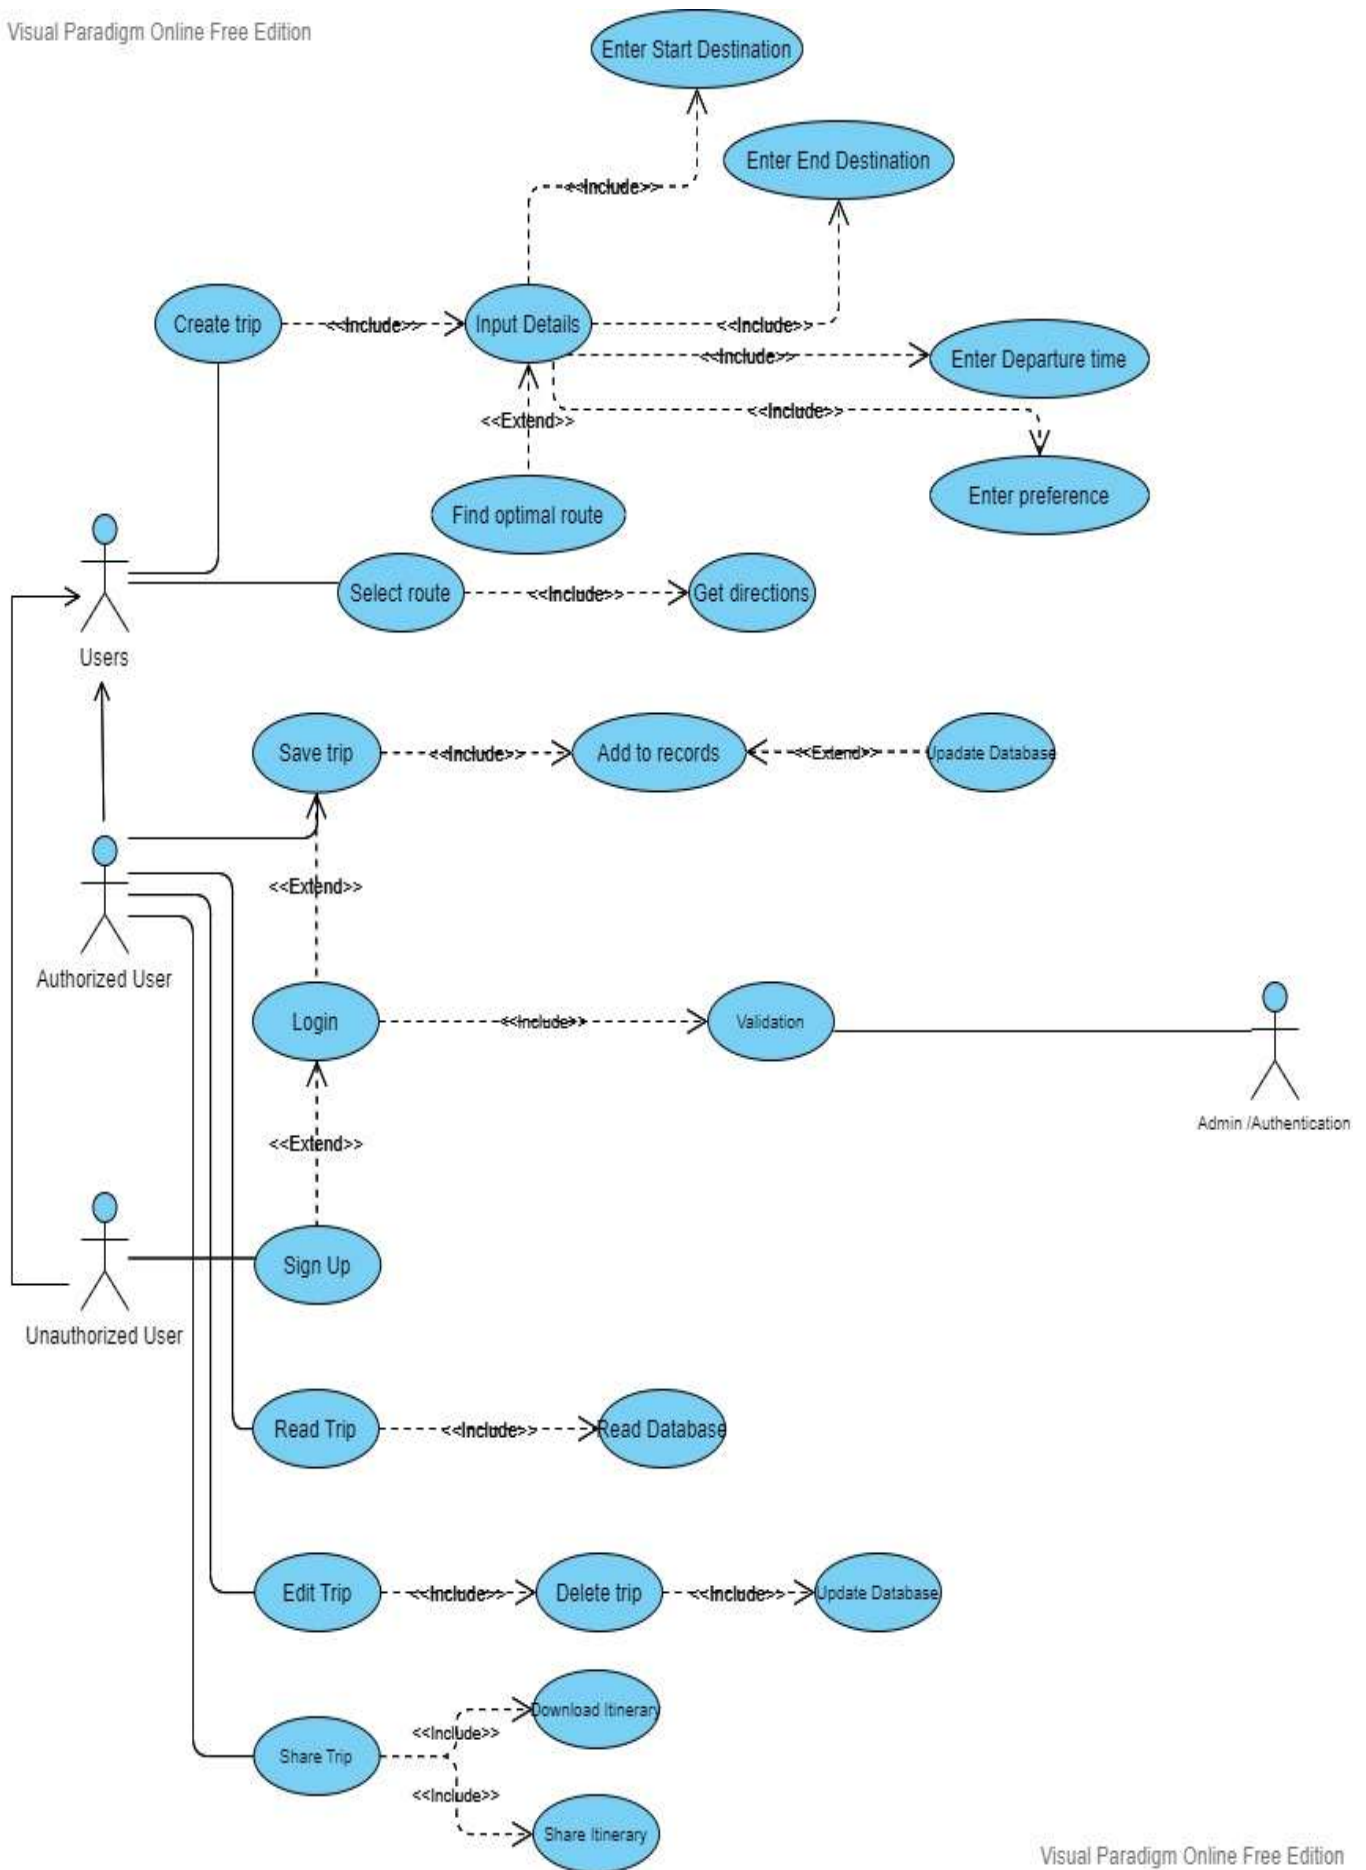 Visual Paradigm Online Free Edition
Enter Start Destination
Enter End Destination
<<Include>>
Create trip
<<Include>>
Input Details
<<Include>>
<<Include>>
Enter Departure time
<<Include>>
<<Extend>>
Enter preference
Find optimal route
Select route
<<Include>>
Get directions
Users
Save trip
<<Include>>
Add to records
<<Extend>>
Upadate Database
<<Extend>>
Authorized User
Login
<<Include>>
Validation
Admin /Authentication
<<Extend>>
Sign Up
Unauthorized User
Read Trip
<<Include>>
Read Database
Edit Trip
<<Include>>
Delete trip
<<Include>>
Update Database
Download Itinerary
<<Include>>
Share Trip
<<Include>>
Share Itinerary
Visual Paradigm Online Free Edition